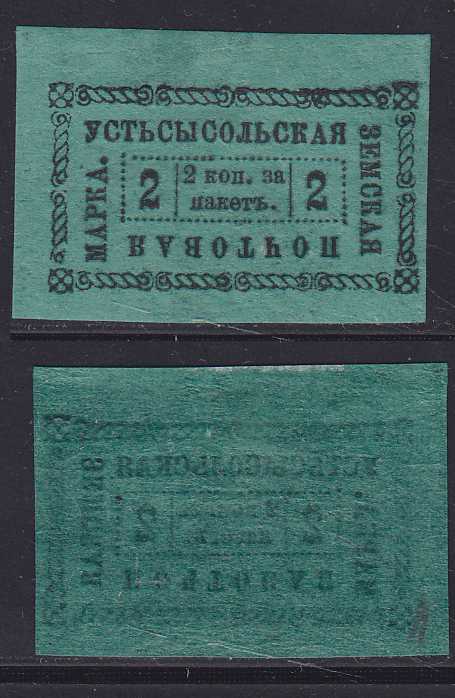 УСТЬСЫСОЛЬСКАЯ
ЗЕМСКАЯ
ПОЧТОВАЯ
МАРКА.
2
2 коп. за
пакетъ.
2